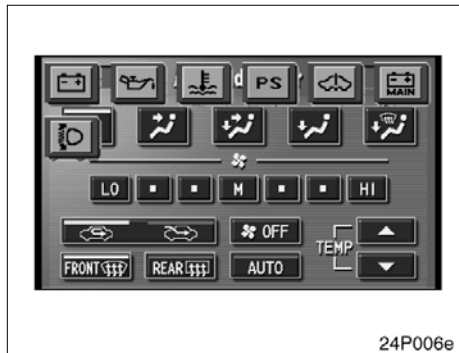 PS
MAIN
LO M HI
OFF
TEMP
FRONT REAR AUTO
24P006e